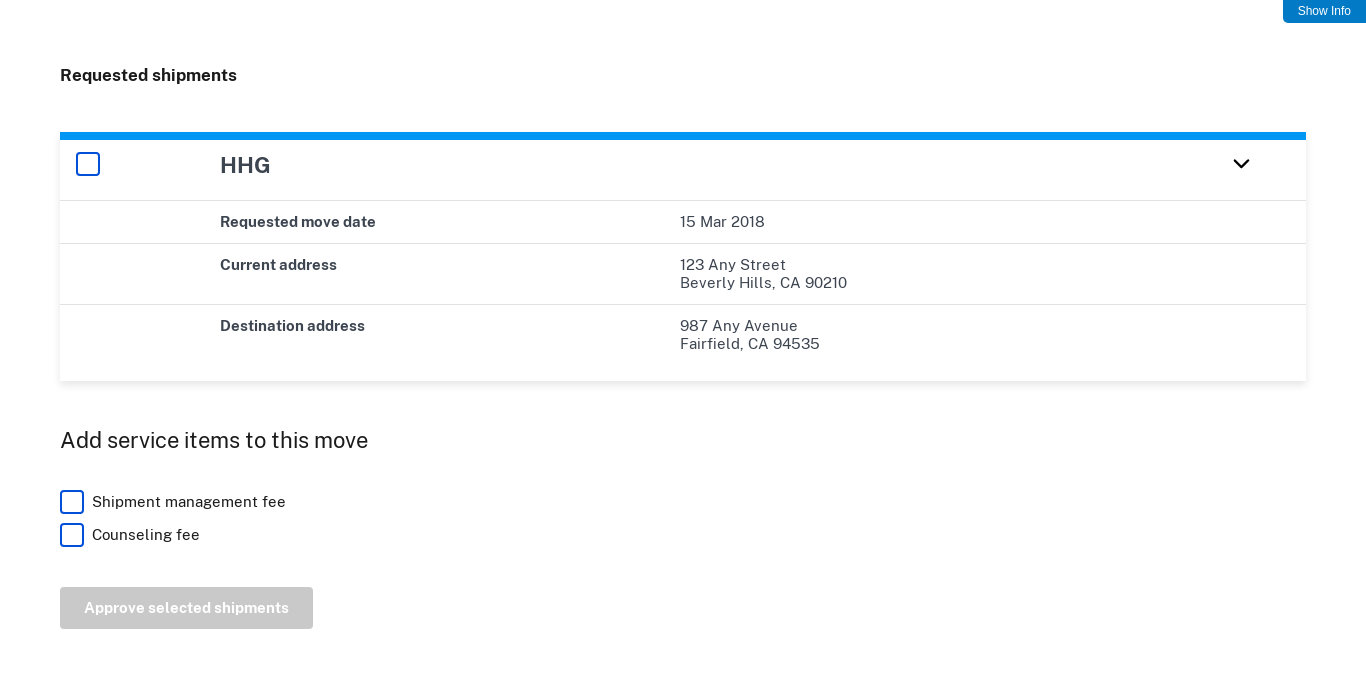 Show Info
Requested shipments
HHG
Requested move date
15 Mar 2018
Current address
123 Any Street
Beverly Hills, CA 90210
Destination address
987 Any Avenue
Fairfield, CA 94535
Add service items to this move
Shipment management fee
Counseling fee
Approve selected shipments